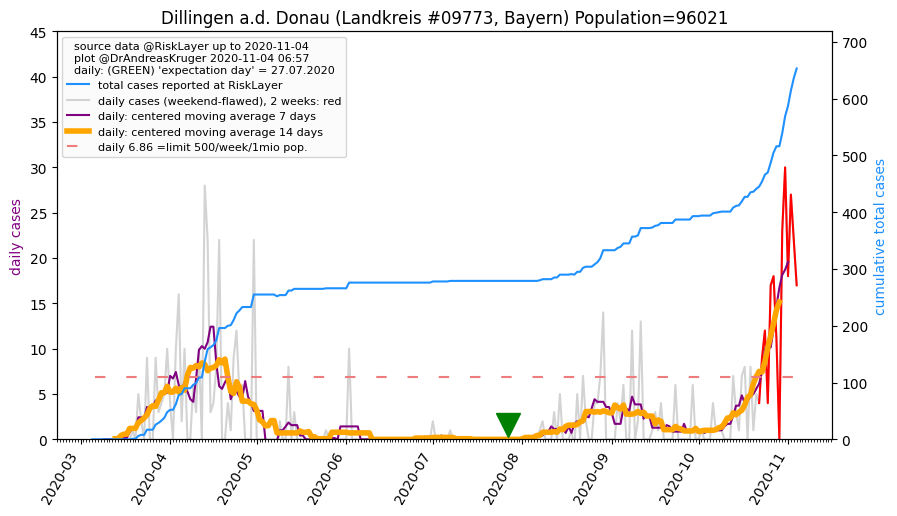 Dillingen a.d. Donau (Landkreis #09773, Bayern) Population=96021
source data @RiskLayer up to 2020-11-04
plot @DrAndreasKruger 2020-11-04 06:57
daily: (GREEN) 'expectation day' = 27.07.2020
total cases reported at RiskLayer
daily cases (weekend-flawed), 2 weeks: red
daily: centered moving average 7 days
daily: centered moving average 14 days
daily 6.86 =limit 500/week/1mio pop.
daily cases
45
40
35
30
25
20
15
10
5
0
cumulative total cases
700
600
500
400
300
200
100
0
2020-03
2020-04
2020-05
2020-06
2020-07
2020-08
2020-09
2020-10
2020-11